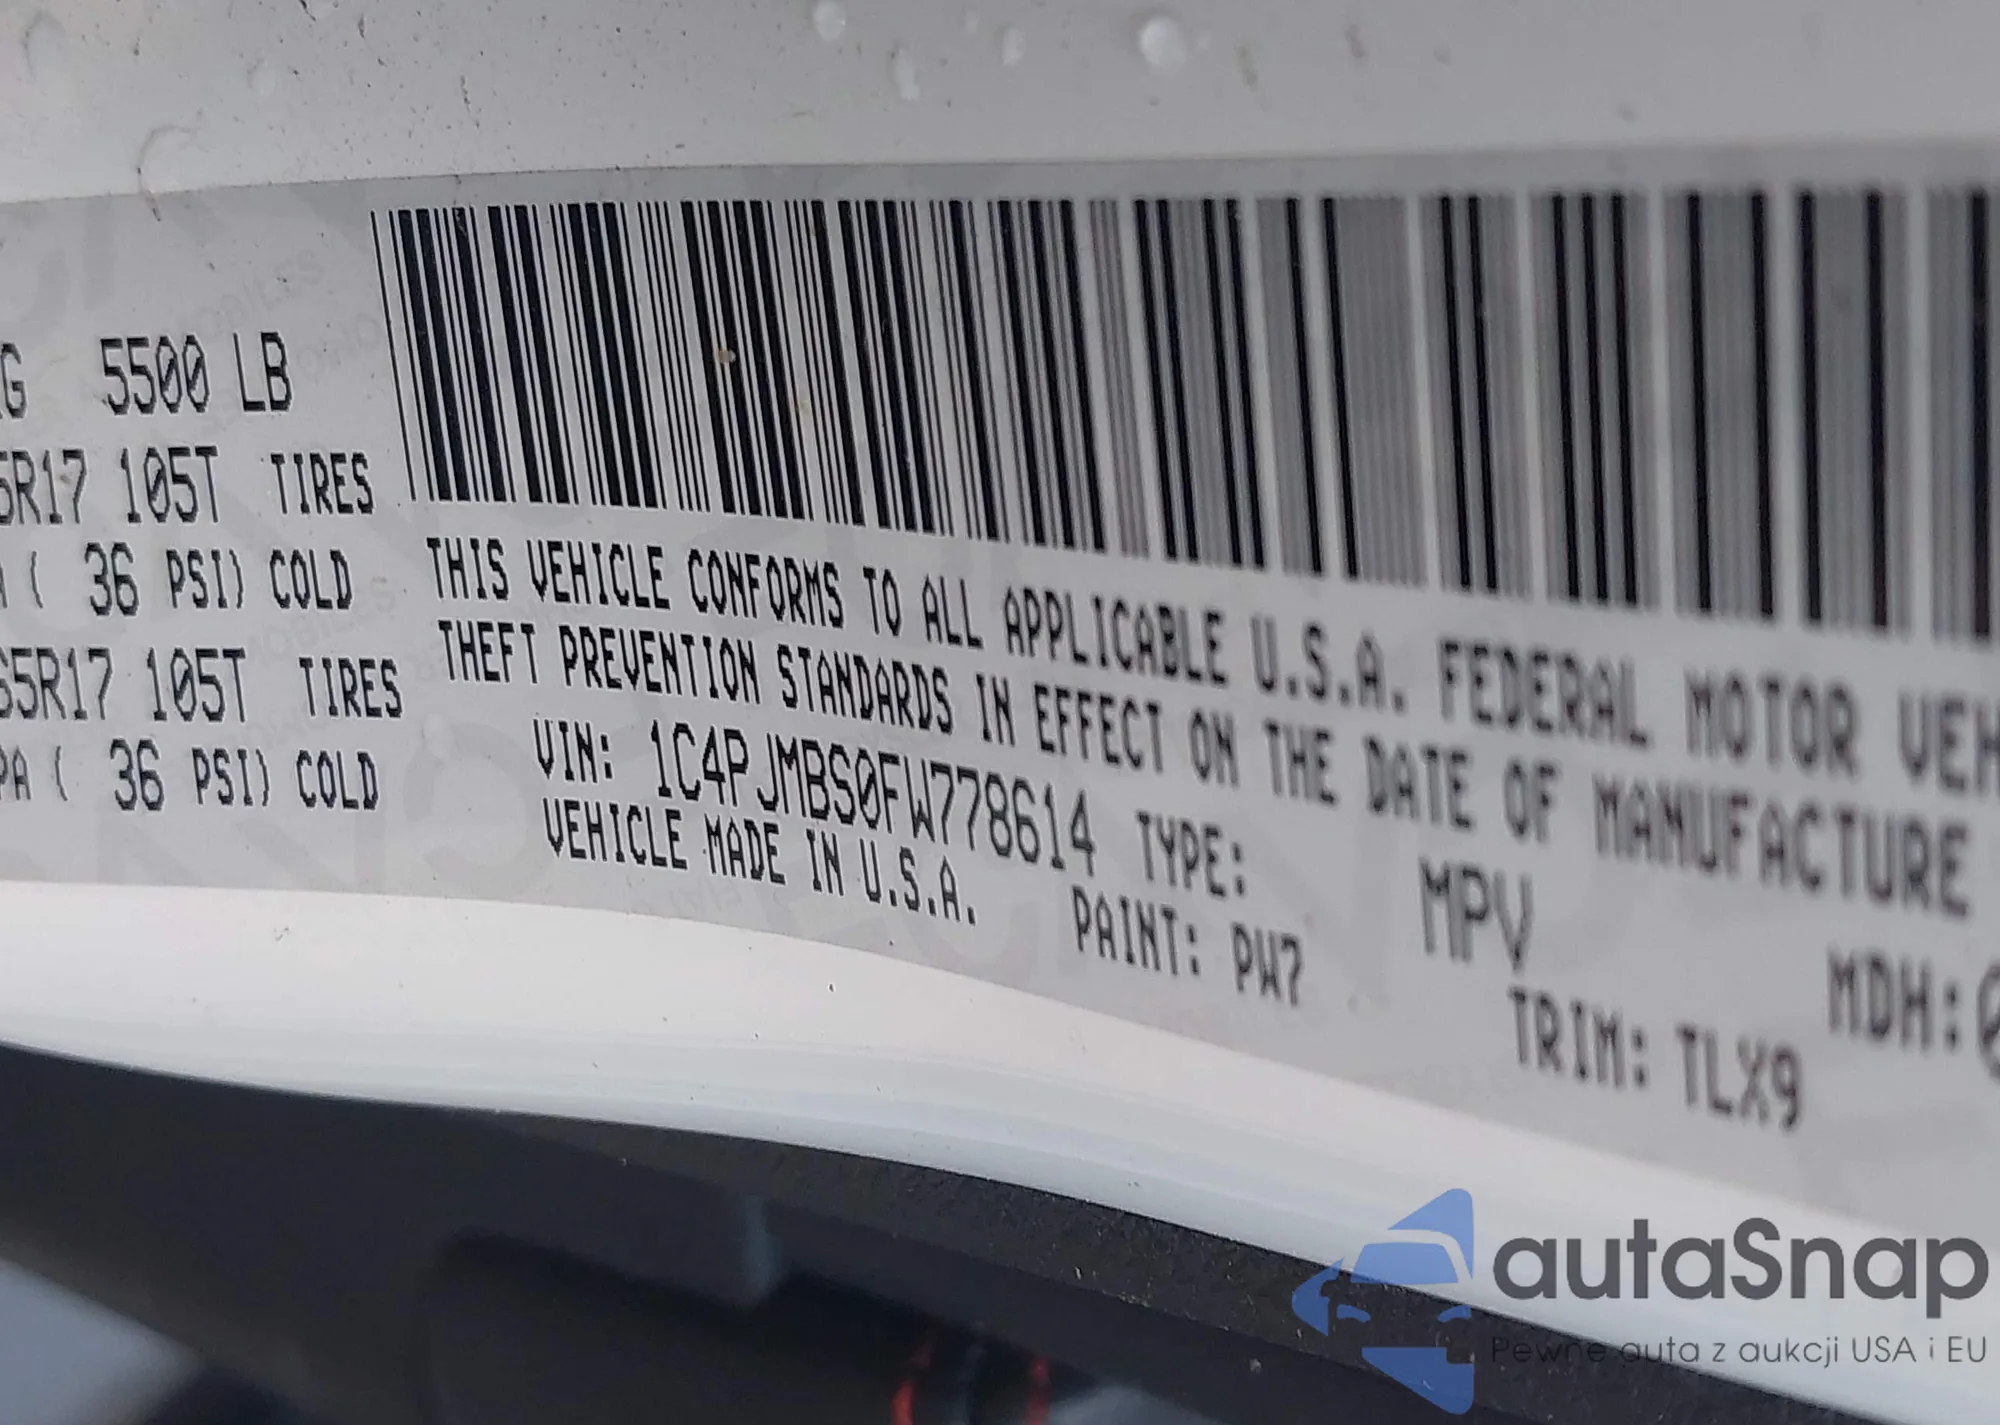 G 5500 LB
5R17 105T TIRES
( 36 PSI) COLD
65R17 105T TIRES
PA ( 36 PSI) COLD
THIS VEHICLE CONFORMS TO ALL APPLICABLE U.S.A. FEDERAL MOTOR VEH
THEFT PREVENTION STANDARDS IN EFFECT ON THE DATE OF MANUFACTURE
VIN: 1C4PJMBS0FW778614 TYPE: MPV MDH:0
VEHICLE MADE IN U.S.A. PAINT: PW7 TRIM: TLX9
autaSnap
Pewne auta z aukcji USA i EU